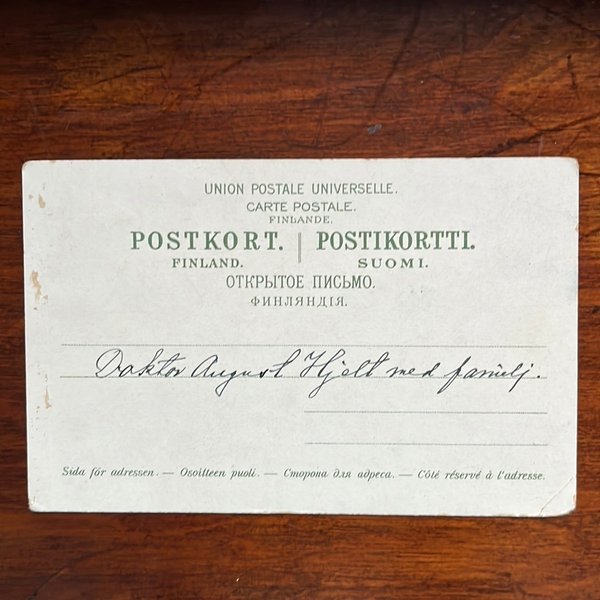 UNION POSTALE UNIVERSELLE.
CARTE POSTALE.
FINLANDE.
POSTKORT. | POSTIKORTTI.
FINLAND. SUOMI.
ОТКРЫТОЕ ПИСЬМО.
ФИНЛЯНДІЯ.
Doktor August Hjelt med familj.
Sida för adressen. — Osoitteen puoli. — Сторона для адреса. — Côté réservé à l'adresse.